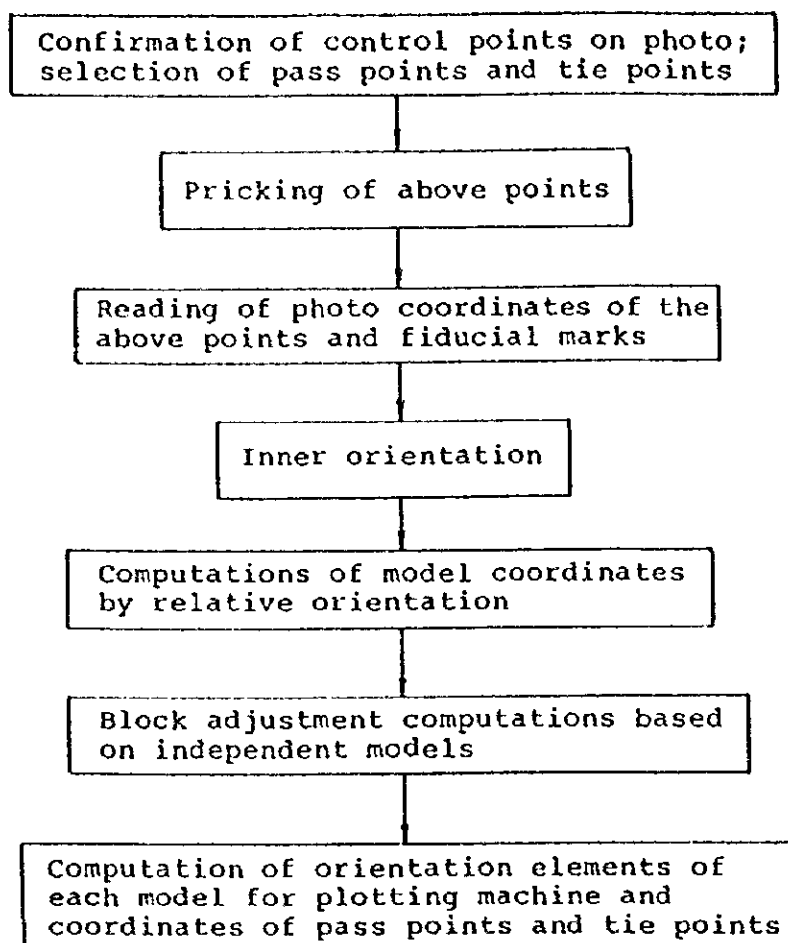 Confirmation of control points on photo;
selection of pass points and tie points
Pricking of above points
Reading of photo coordinates of the
above points and fiducial marks
Inner orientation
Computations of model coordinates
by relative orientation
Block adjustment computations based
on independent models
Computation of orientation elements of
each model for plotting machine and
coordinates of pass points and tie points